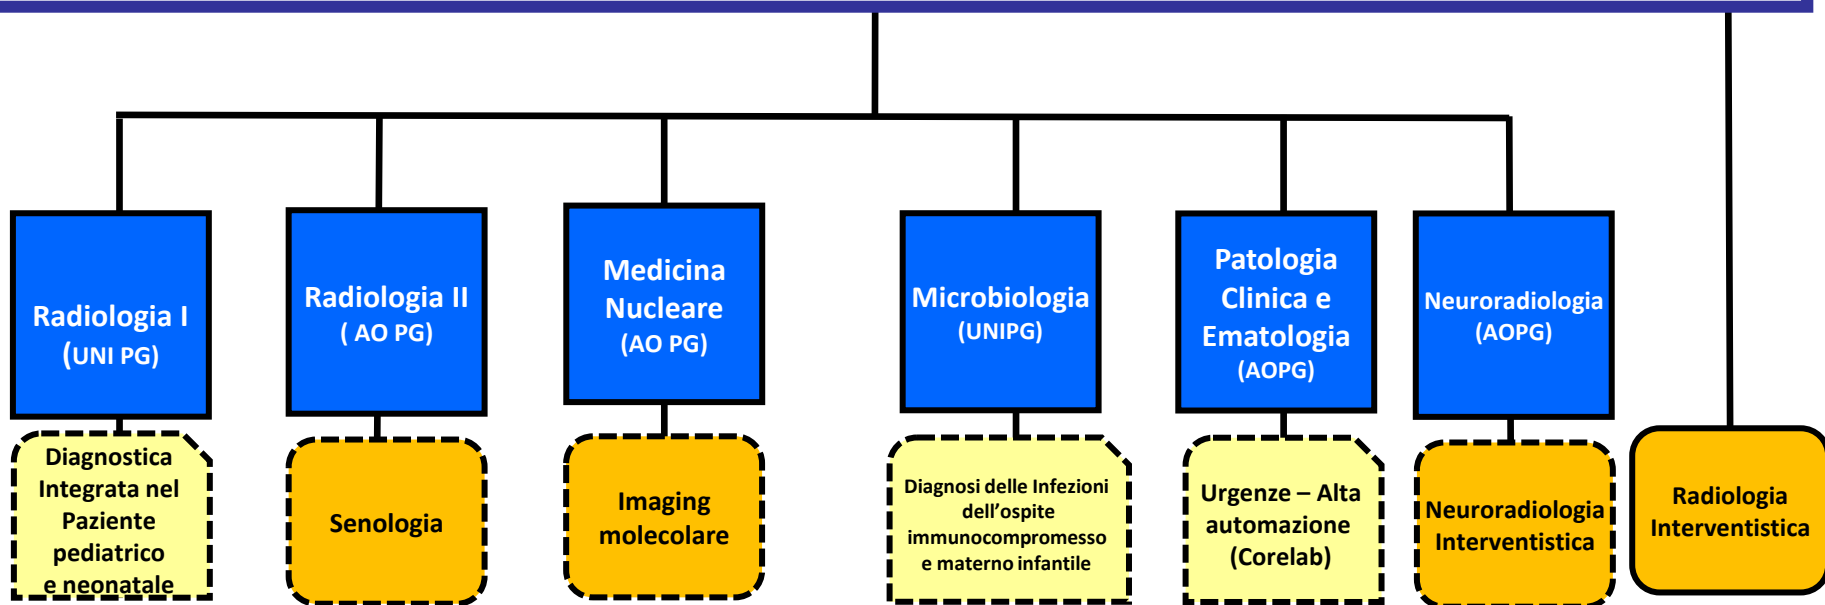 Radiologia I
(UNI PG)
Radiologia II
( AO PG)
Medicina
Nucleare
(AO PG)
Microbiologia
(UNIPG)
Patologia
Clinica e
Ematologia
(AOPG)
Neuroradiologia
(AOPG)
Diagnostica
Integrata nel
Paziente
pediatrico
e neonatale
Senologia
Imaging
molecolare
Diagnosi delle Infezioni
dell’ospite
immunocompromesso
e materno infantile
Urgenze – Alta
automazione
(Corelab)
Neuroradiologia
Interventistica
Radiologia
Interventistica